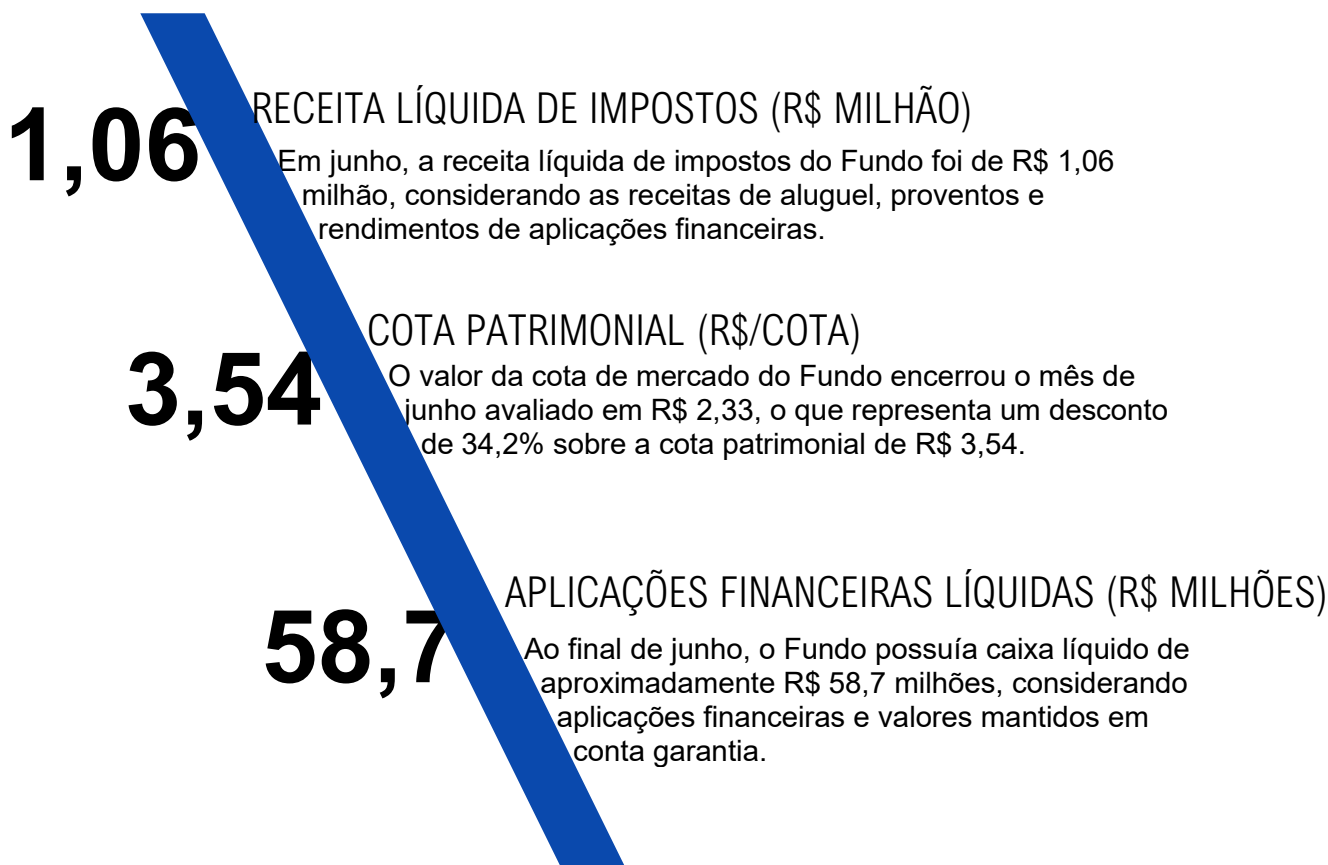 1,06
RECEITA LÍQUIDA DE IMPOSTOS (R$ MILHÃO)
Em junho, a receita líquida de impostos do Fundo foi de R$ 1,06
milhão, considerando as receitas de aluguel, proventos e
rendimentos de aplicações financeiras.
3,54
COTA PATRIMONIAL (R$/COTA)
O valor da cota de mercado do Fundo encerrou o mês de
junho avaliado em R$ 2,33, o que representa um desconto
de 34,2% sobre a cota patrimonial de R$ 3,54.
58,7
APLICAÇÕES FINANCEIRAS LÍQUIDAS (R$ MILHÕES)
Ao final de junho, o Fundo possuía caixa líquido de
aproximadamente R$ 58,7 milhões, considerando
aplicações financeiras e valores mantidos em
conta garantia.